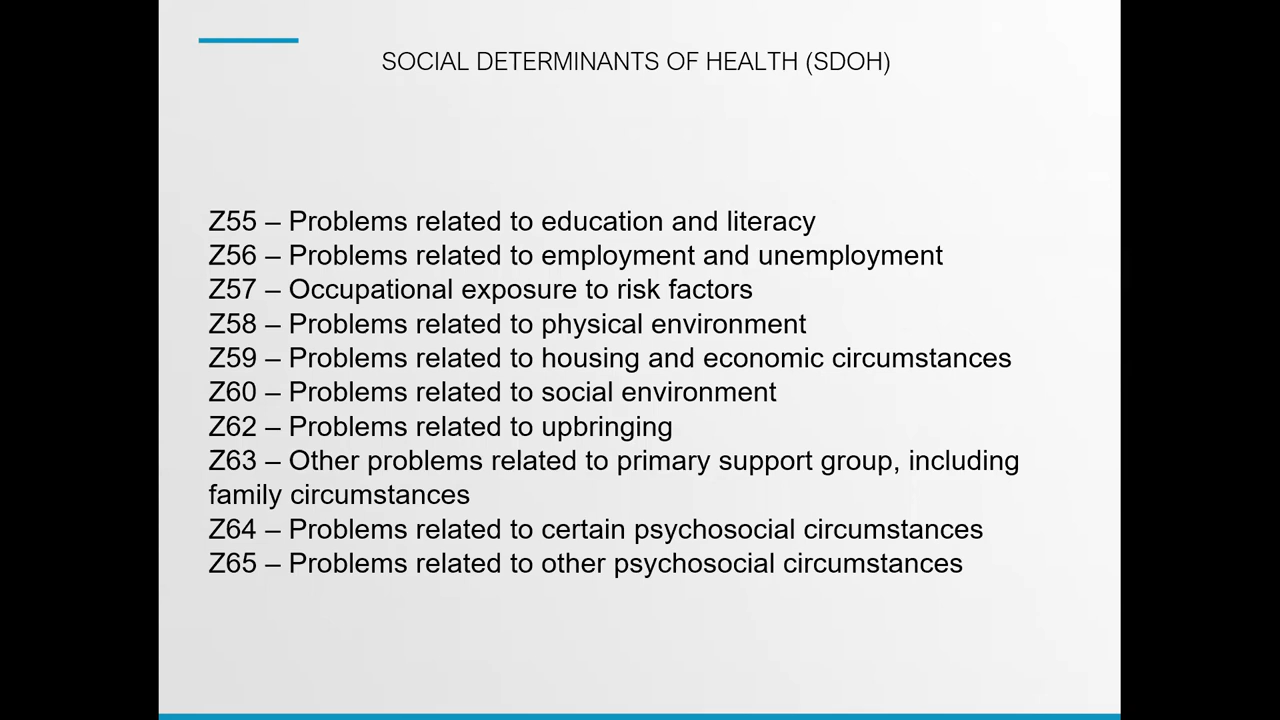 SOCIAL DETERMINANTS OF HEALTH (SDOH)
Z55 – Problems related to education and literacy
Z56 – Problems related to employment and unemployment
Z57 – Occupational exposure to risk factors
Z58 – Problems related to physical environment
Z59 – Problems related to housing and economic circumstances
Z60 – Problems related to social environment
Z62 – Problems related to upbringing
Z63 – Other problems related to primary support group, including
family circumstances
Z64 – Problems related to certain psychosocial circumstances
Z65 – Problems related to other psychosocial circumstances